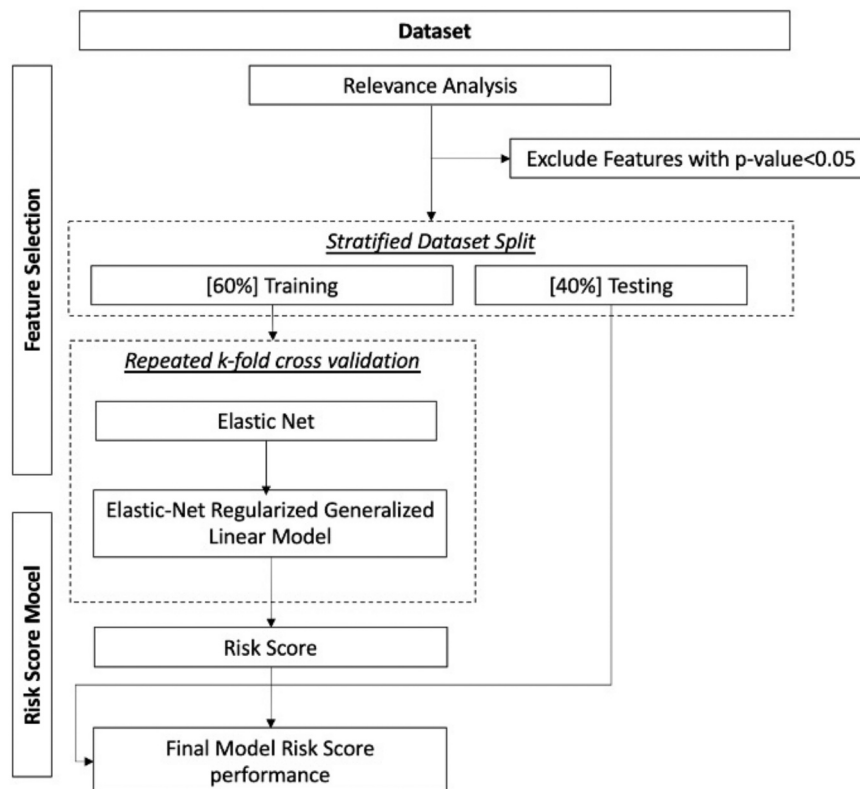 Dataset
Feature Selection
Relevance Analysis
Exclude Features with p-value<0.05
Stratified Dataset Split
[60%] Training
[40%] Testing
Repeated k-fold cross validation
Elastic Net
Elastic-Net Regularized Generalized
Linear Model
Risk Score Mocel
Risk Score
Final Model Risk Score
performance